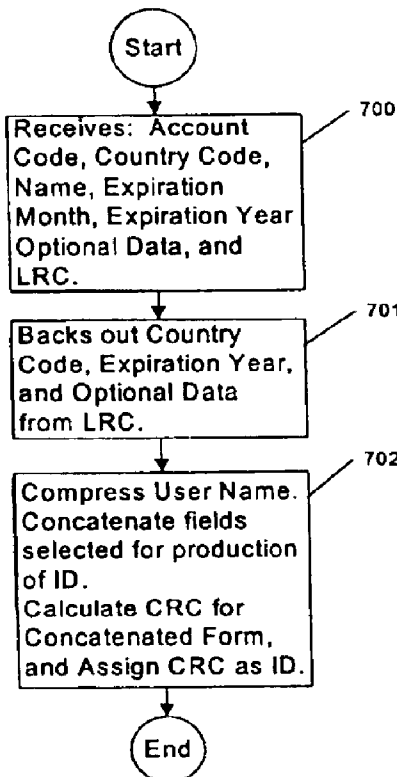 Start
700
Receives: Account
Code, Country Code,
Name, Expiration
Month, Expiration Year
Optional Data, and
LRC.
701
Backs out Country
Code, Expiration Year,
and Optional Data
from LRC.
702
Compress User Name.
Concatenate fields
selected for production
of ID.
Calculate CRC for
Concatenated Form,
and Assign CRC as ID.
End